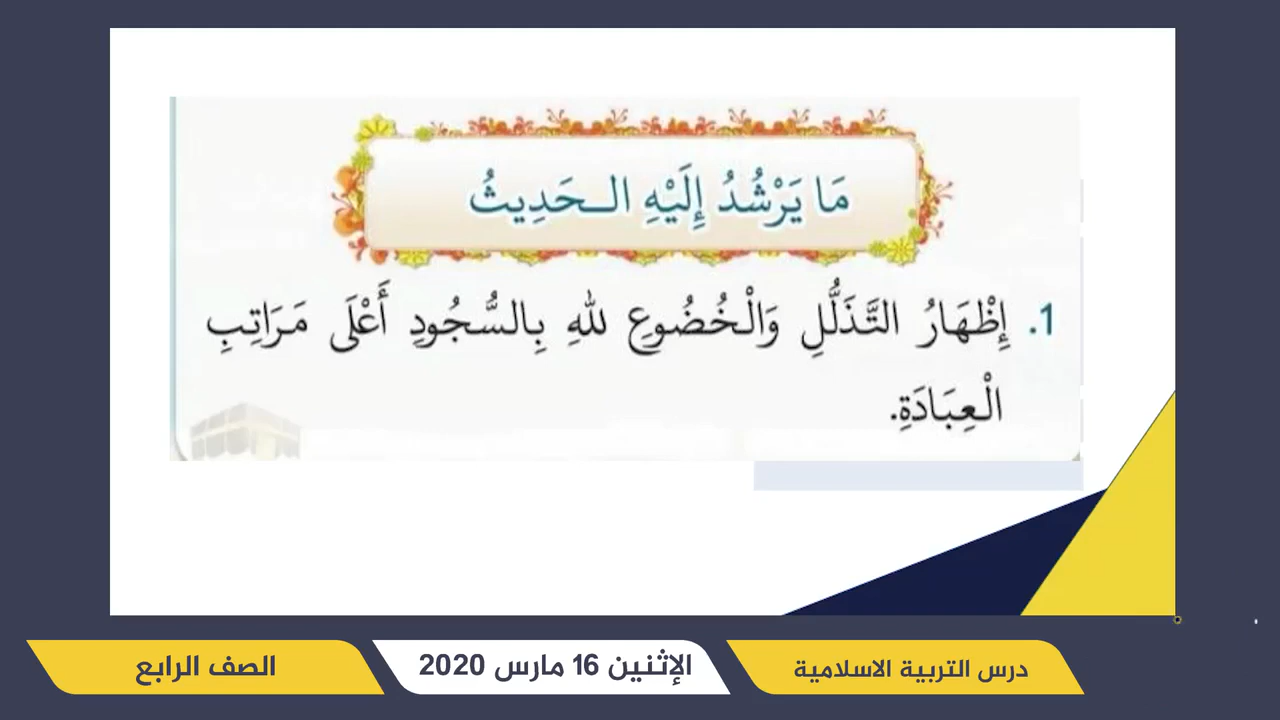 مَا يَرْشُدُ إِلَيْهِ الـحَدِيثُ
1. إِظْهَارُ التَّذَلُّلِ وَالْخُضُوعِ للهِ بِالسُّجُودِ أَعْلَى مَرَاتِبِ
الْعِبَادَةِ.
درس التربية الاسلامية
الإثنين 16 مارس 2020
الصف الرابع